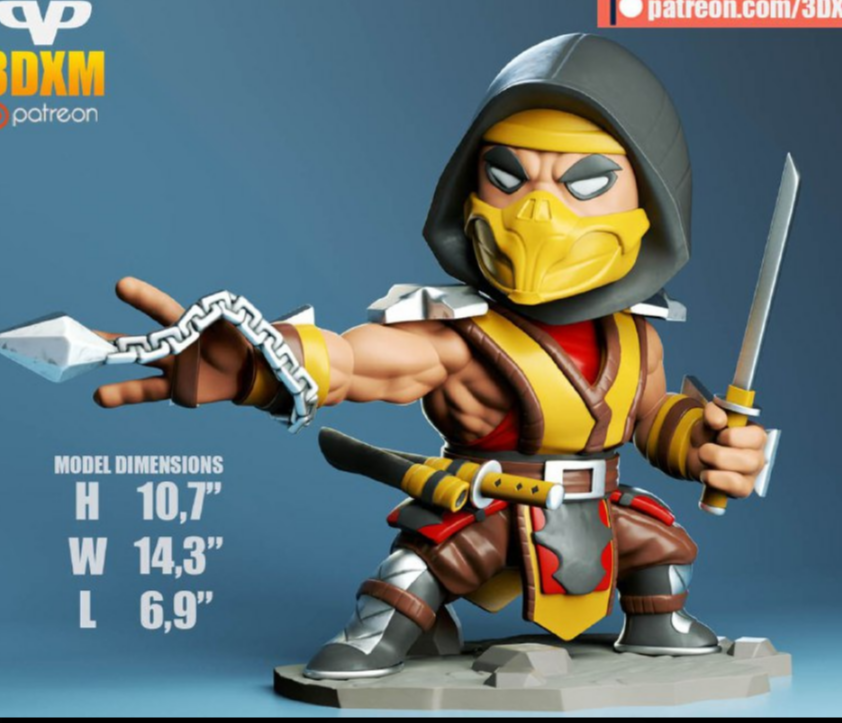 3DXM
patreon
patreon.com/3DX
MODEL DIMENSIONS
H 10,7”
W 14,3”
L 6,9”